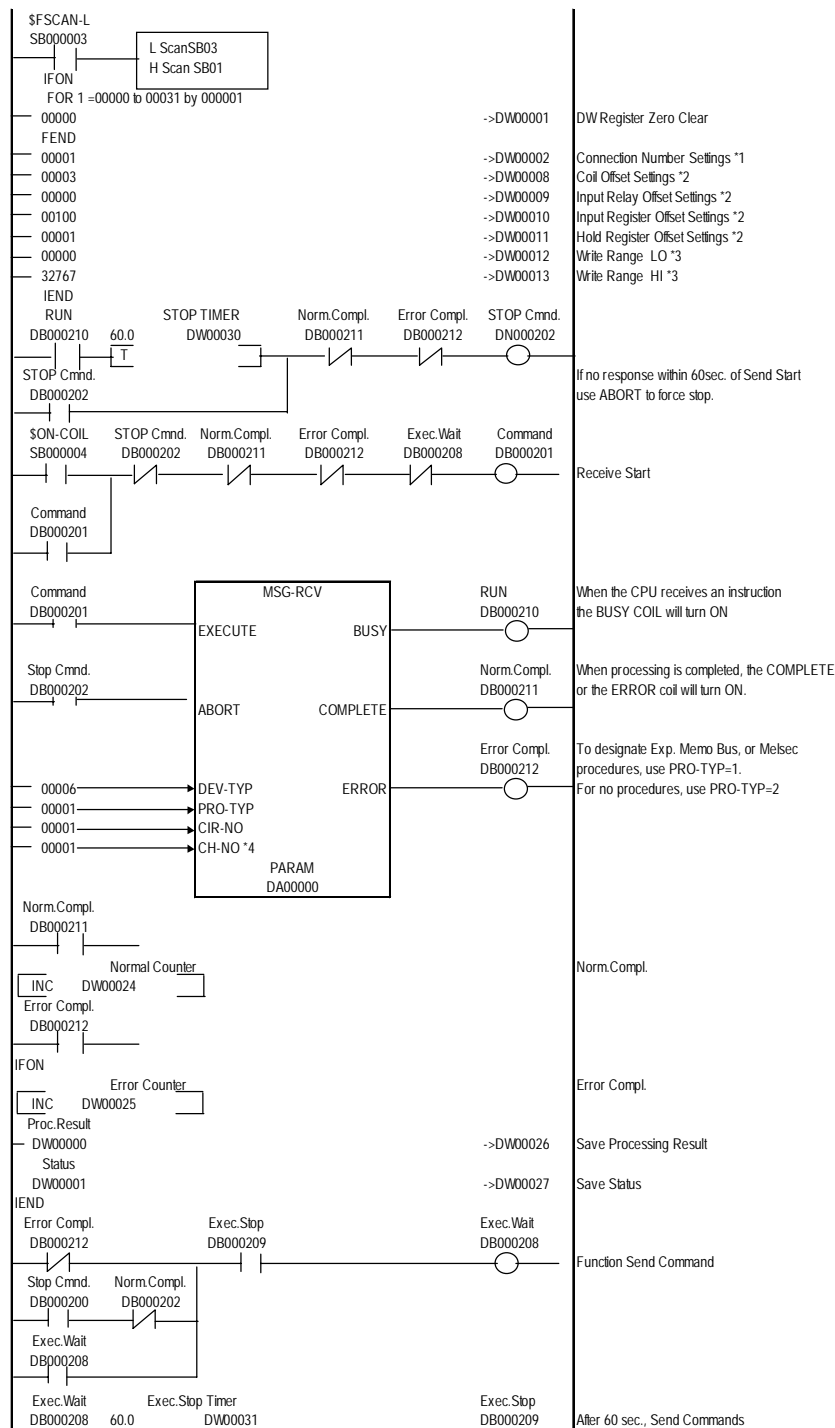 $FSCAN-L
SB000003
L ScanSB03
H Scan SB01
IFON
FOR 1 =00000 to 00031 by 000001
00000 ->DW00001 DW Register Zero Clear
FEND
00001 ->DW00002 Connection Number Settings *1
00003 ->DW00008 Coil Offset Settings *2
00000 ->DW00009 Input Relay Offset Settings *2
00100 ->DW00010 Input Register Offset Settings *2
00001 ->DW00011 Hold Register Offset Settings *2
00000 ->DW00012 Write Range LO *3
32767 ->DW00013 Write Range HI *3
IEND
RUN STOP TIMER Norm.Compl. Error Compl. STOP Cmnd.
DB000210 60.0 DW00030 DB000211 DB000212 DN000202
T
STOP Cmnd. If no response within 60sec. of Send Start
DB000202 use ABORT to force stop.
$ON-COIL STOP Cmnd. Norm.Compl. Error Compl. Exec.Wait Command
SB000004 DB000202 DB000211 DB000212 DB000208 DB000201
Receive Start
Command
DB000201
Command MSG-RCV RUN When the CPU receives an instruction
DB000201 DB000210 the BUSY COIL will turn ON
EXECUTE BUSY
Stop Cmnd. Norm.Compl. When processing is completed, the COMPLETE
DB000202 DB000211 or the ERROR coil will turn ON.
ABORT COMPLETE
Error Compl. To designate Exp. Memo Bus, or Melsec
DB000212 procedures, use PRO-TYP=1.
00006 DEV-TYP ERROR For no procedures, use PRO-TYP=2
00001 PRO-TYP
00001 CIR-NO
00001 CH-NO *4
PARAM
DA00000
Norm.Compl.
DB000211
Normal Counter Norm.Compl.
INC DW00024
Error Compl.
DB000212
IFON
Error Counter Error Compl.
INC DW00025
Proc.Result
DW00000 ->DW00026 Save Processing Result
Status
DW00001 ->DW00027 Save Status
IEND
Error Compl. Exec.Stop Exec.Wait
DB000212 DB000209 DB000208
Function Send Command
Stop Cmnd. Norm.Compl.
DB000200 DB000202
Exec.Wait
DB000208
Exec.Wait Exec.Stop Timer Exec.Stop
DB000208 60.0 DW00031 DB000209 After 60 sec., Send Commands